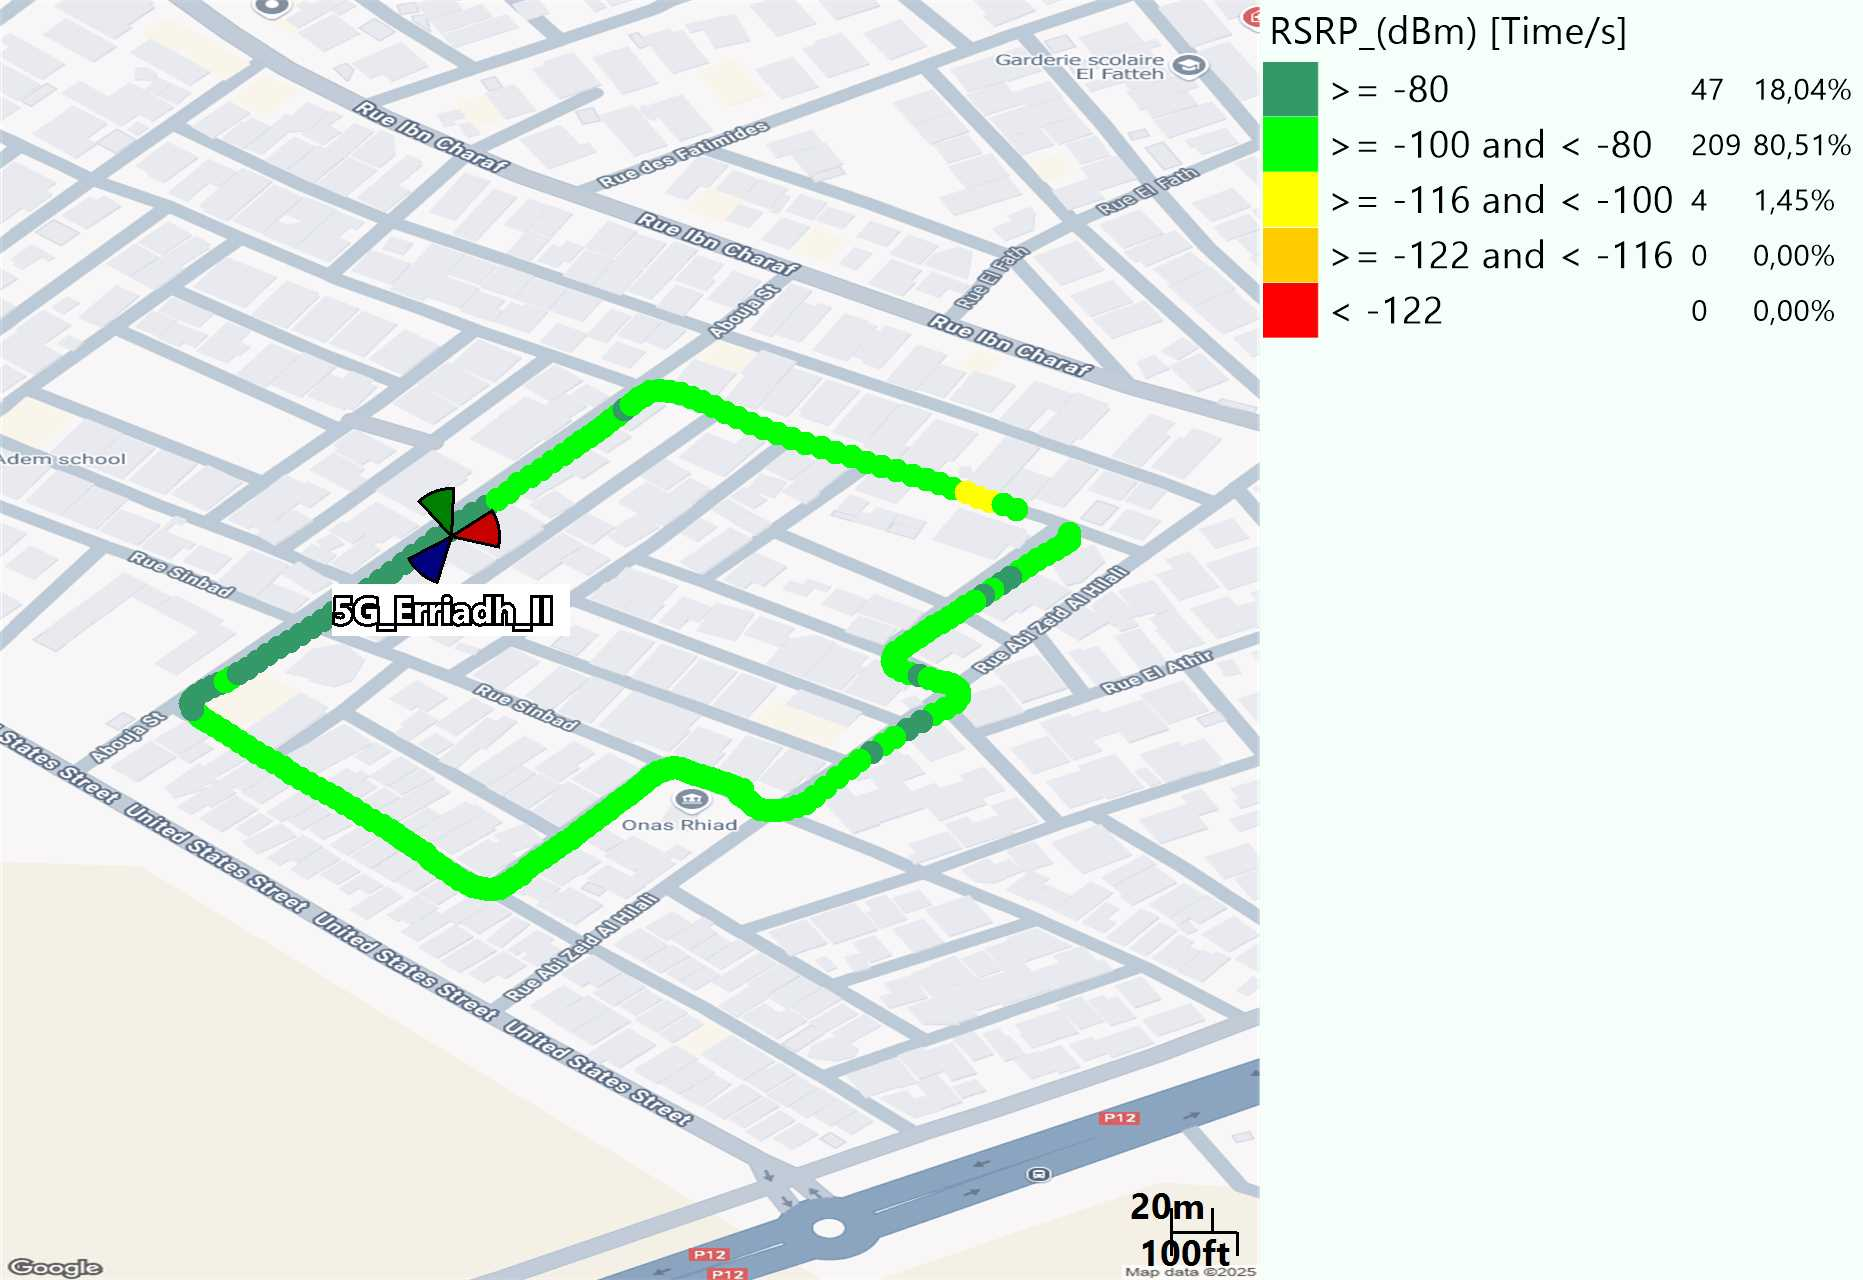 RSRP_(dBm) [Time/s]
>= -80 47 18,04%
>= -100 and < -80 209 80,51%
>= -116 and < -100 4 1,45%
>= -122 and < -116 0 0,00%
< -122 0 0,00%
Garderie scolaire
El Fatteh
Rue Ibn Charaf
Rue des Fatimides
Rue El Fath
Rue Ibn Charaf
Rue El Fath
Abouja St
Rue Ibn Charaf
Adem school
Rue Sinbad
5G_Erriadh_II
Rue Abi Zeid Al Hilali
Rue El Athir
Rue Sinbad
Abouja St
States Street
United States Street
United States Street
United States Street
Onas Rhiad
Rue Abi Zeid Al Hilali
P12
P12
P12
20m
100ft
Google
Map data ©2025